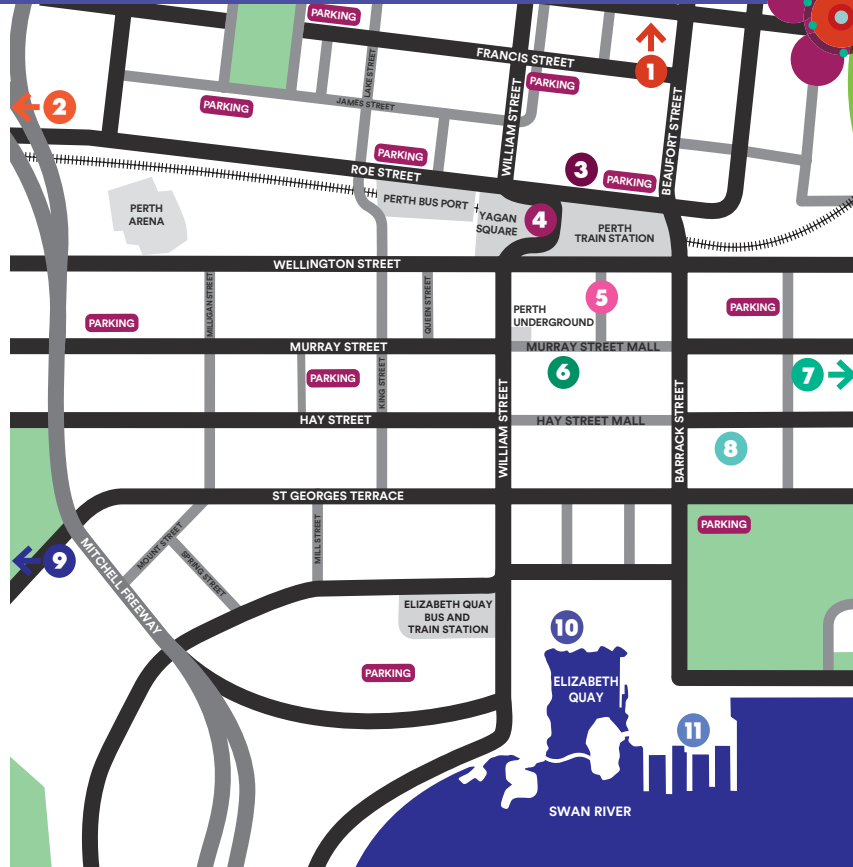 PARKING
FRANCIS STREET
1
LAKE STREET
PARKING
WILLIAM STREET
2
PARKING
JAMES STREET
BEAUFORT STREET
PARKING
3
ROE STREET
PARKING
PERTH
ARENA
PERTH BUS PORT
YAGAN
SQUARE
4
PERTH
TRAIN STATION
WELLINGTON STREET
MILLIGAN STREET
QUEEN STREET
5
PERTH
UNDERGROUND
PARKING
PARKING
MURRAY STREET
MURRAY STREET MALL
PARKING
KING STREET
6
7
WILLIAM STREET
BARRACK STREET
HAY STREET
HAY STREET MALL
8
ST GEORGES TERRACE
PARKING
MOUNT STREET
MILL STREET
SPRING STREET
9
MITCHELL FREEWAY
ELIZABETH QUAY
BUS AND
TRAIN STATION
10
PARKING
ELIZABETH
QUAY
11
SWAN RIVER